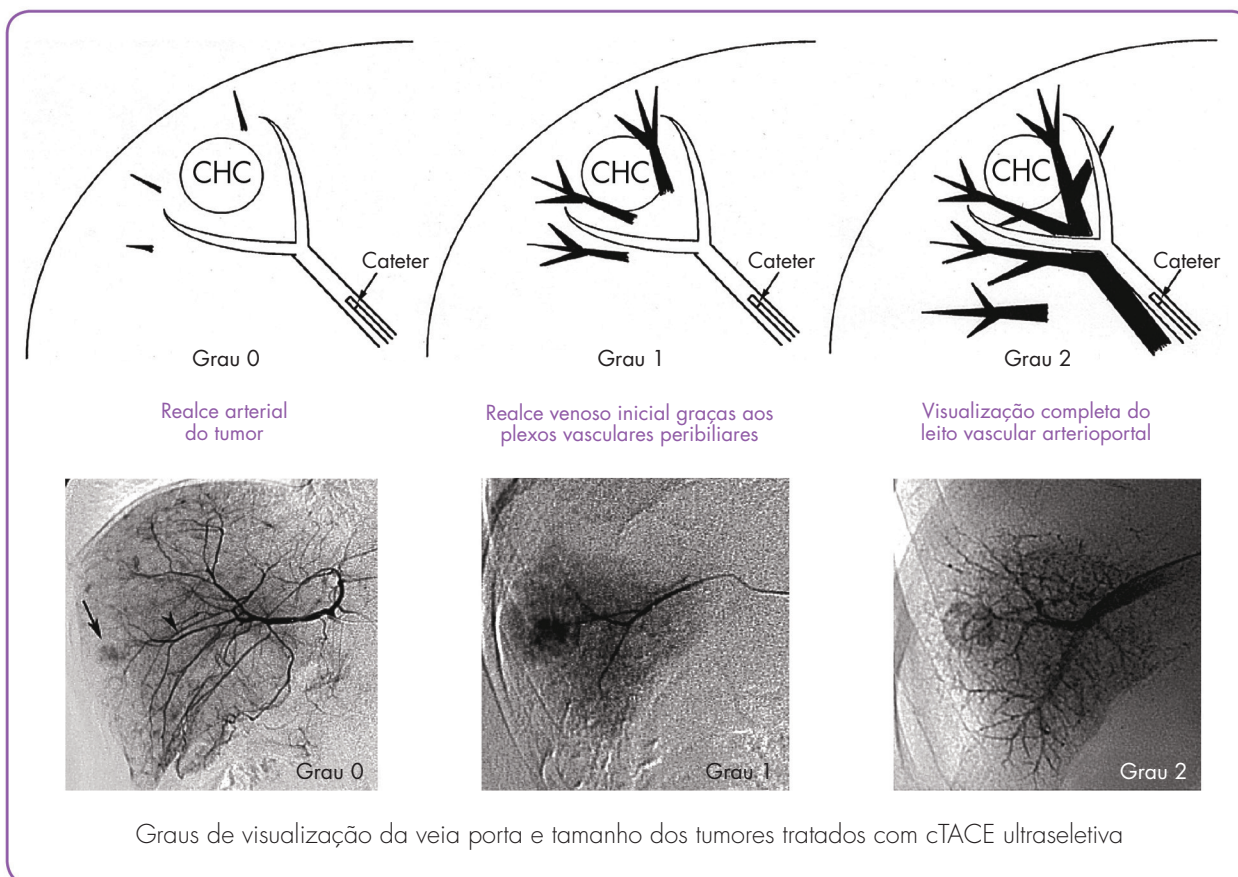 CHC
Cateter
Grau 0
CHC
Cateter
Grau 1
CHC
Cateter
Grau 2
Realce arterial
do tumor
Realce venoso inicial graças aos
plexos vasculares peribiliares
Visualização completa do
leito vascular arterioportal
Grau 0
Grau 1
Grau 2
Graus de visualização da veia porta e tamanho dos tumores tratados com cTACE ultraseletiva